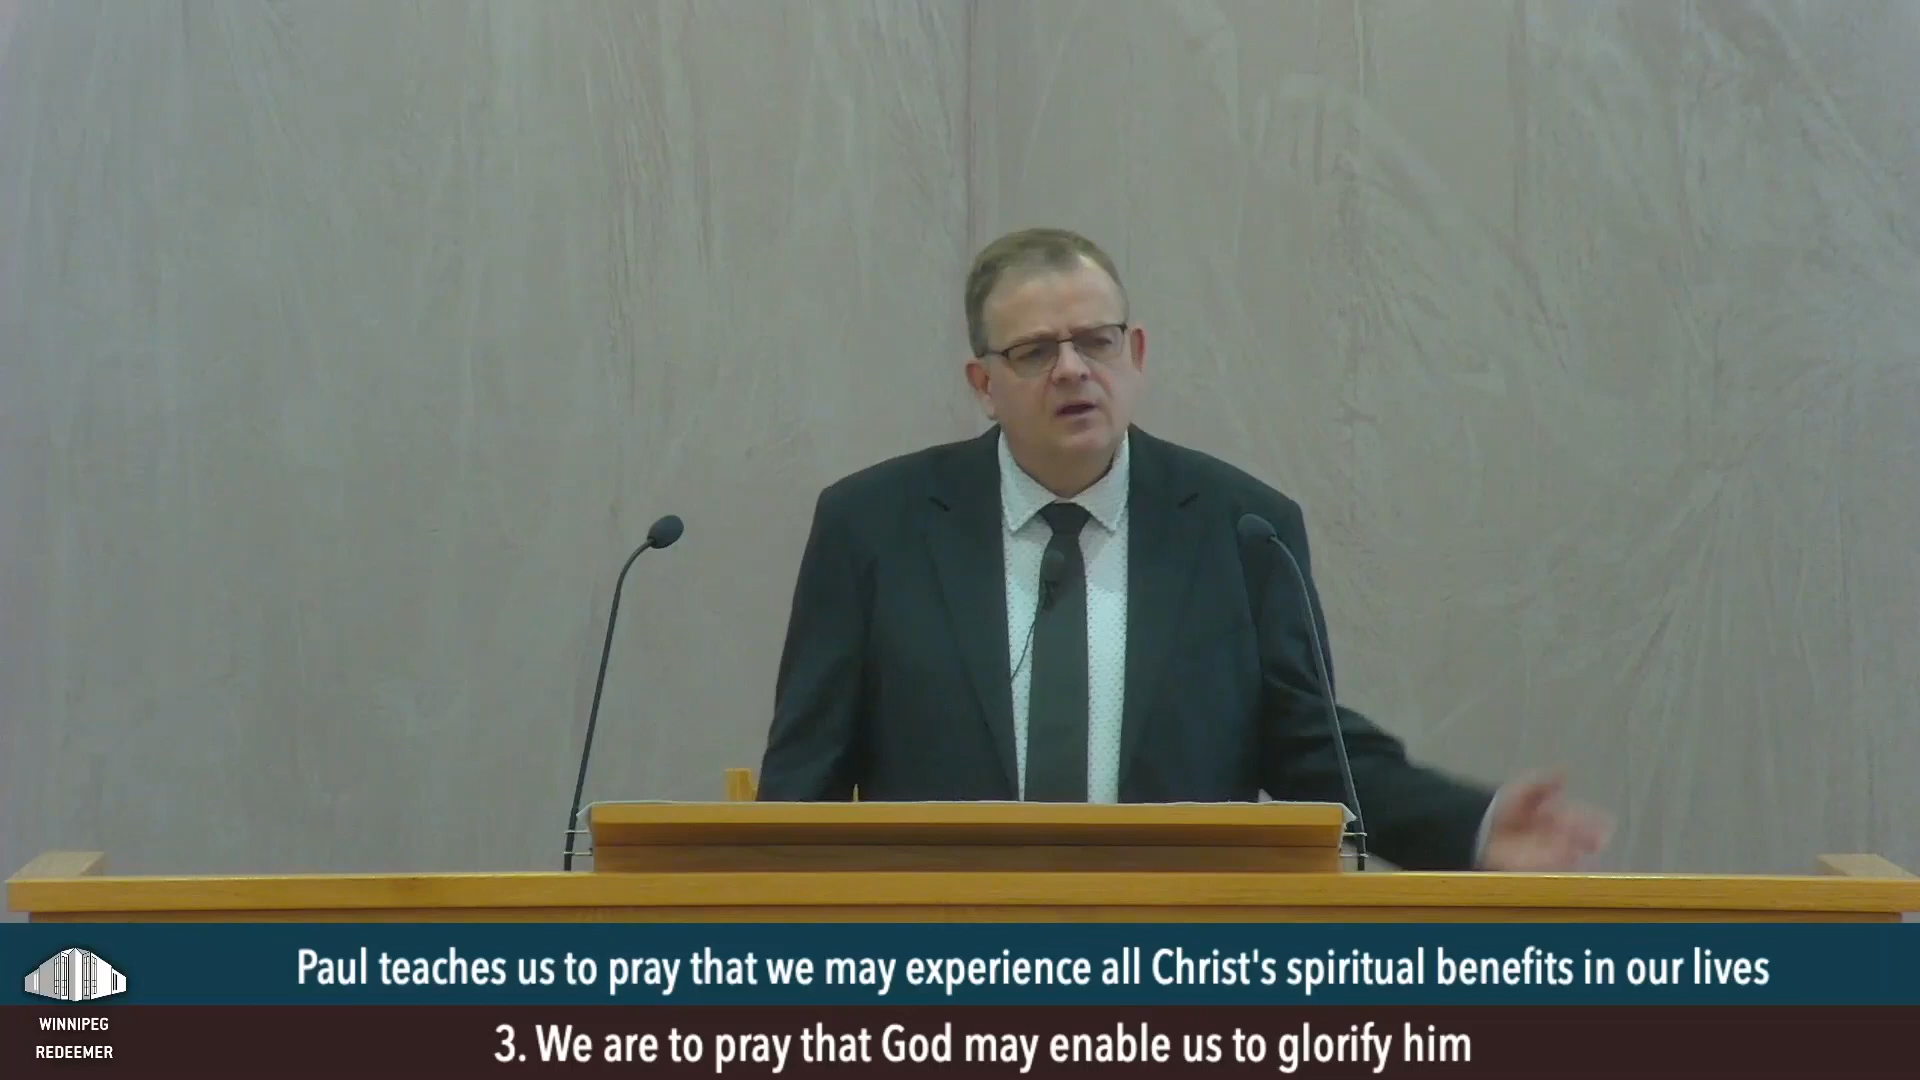 Paul teaches us to pray that we may experience all Christ's spiritual benefits in our lives
WINNIPEG
REDEEMER
3. We are to pray that God may enable us to glorify him